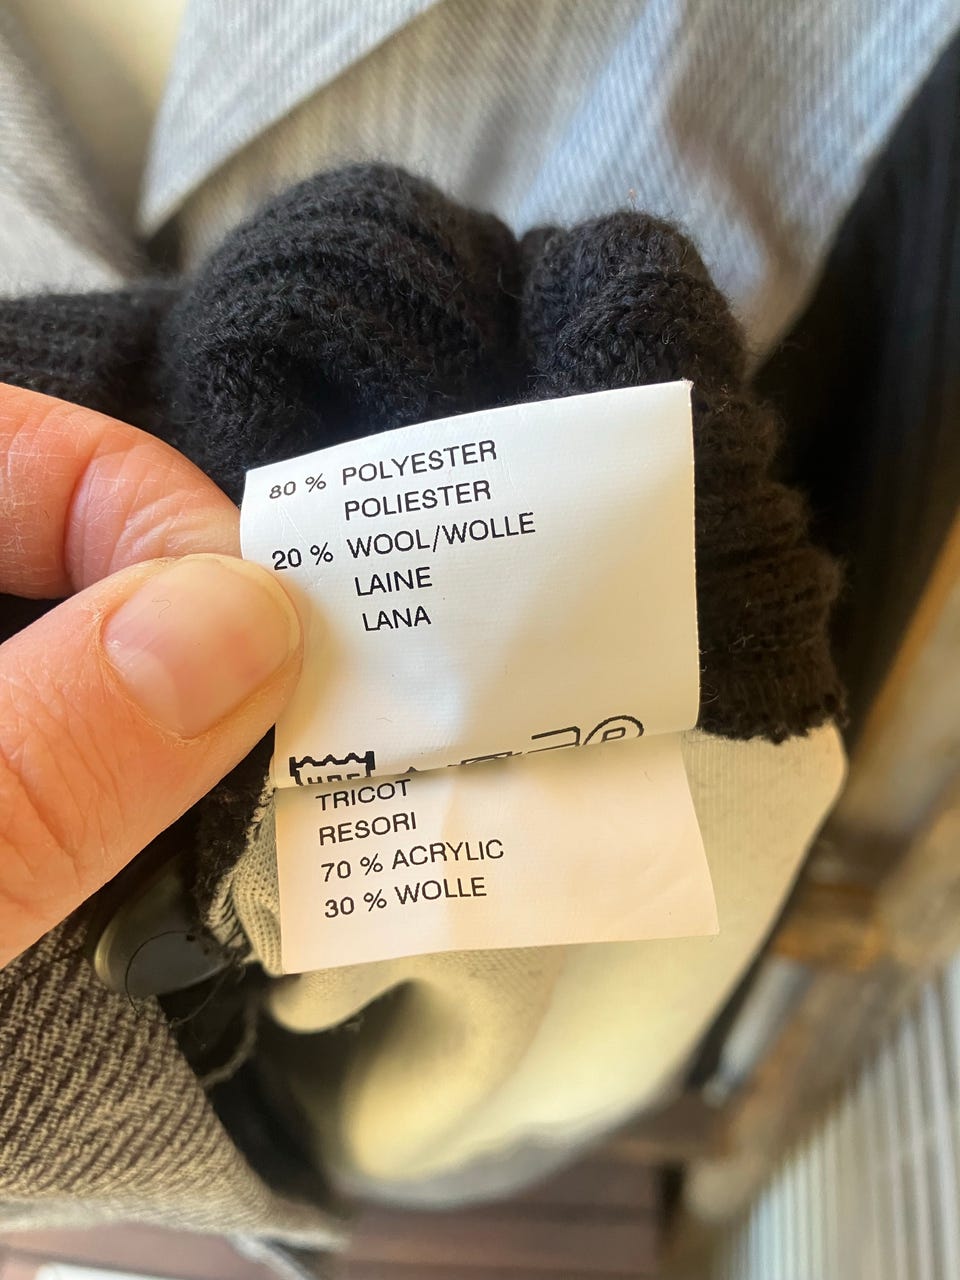 80 % POLYESTER
POLIESTER
20 % WOOL/WOLLE
LAINE
LANA
P
TRICOT
RESORI
70 % ACRYLIC
30 % WOLLE